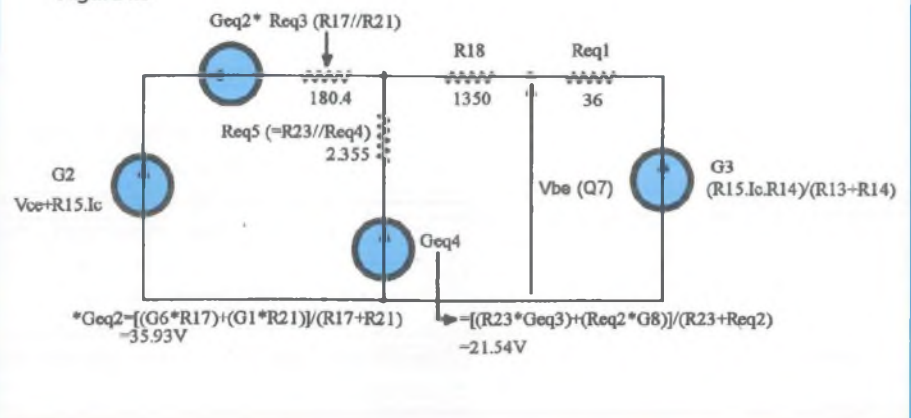 Geq2* Req3 (R17//R21)
R18
Req1
180.4
1350
36
Req5 (=R23//Req4)
2.355
G2
Vce+R15.Ic
Vbe (Q7)
G3
(R15.Ic.R14)/(R13+R14)
Geq4
*Geq2=[(G6*R17)+(G1*R21)]/(R17+R21)
=35.93V
=[(R23*Geq3)+(Req2*G8)]/(R23+Req2)
=21.54V